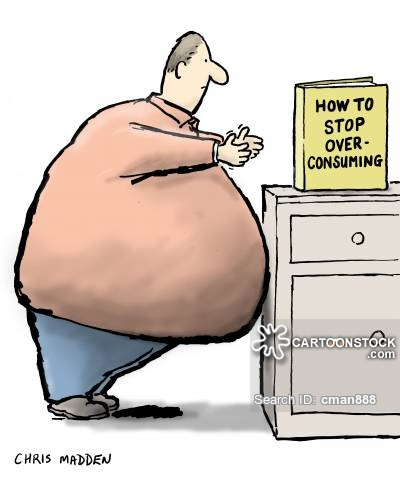 HOW TO
STOP
OVER-
CONSUMING
CARTOONSTOCK
.com
Search ID: cman888
CHRIS MADDEN